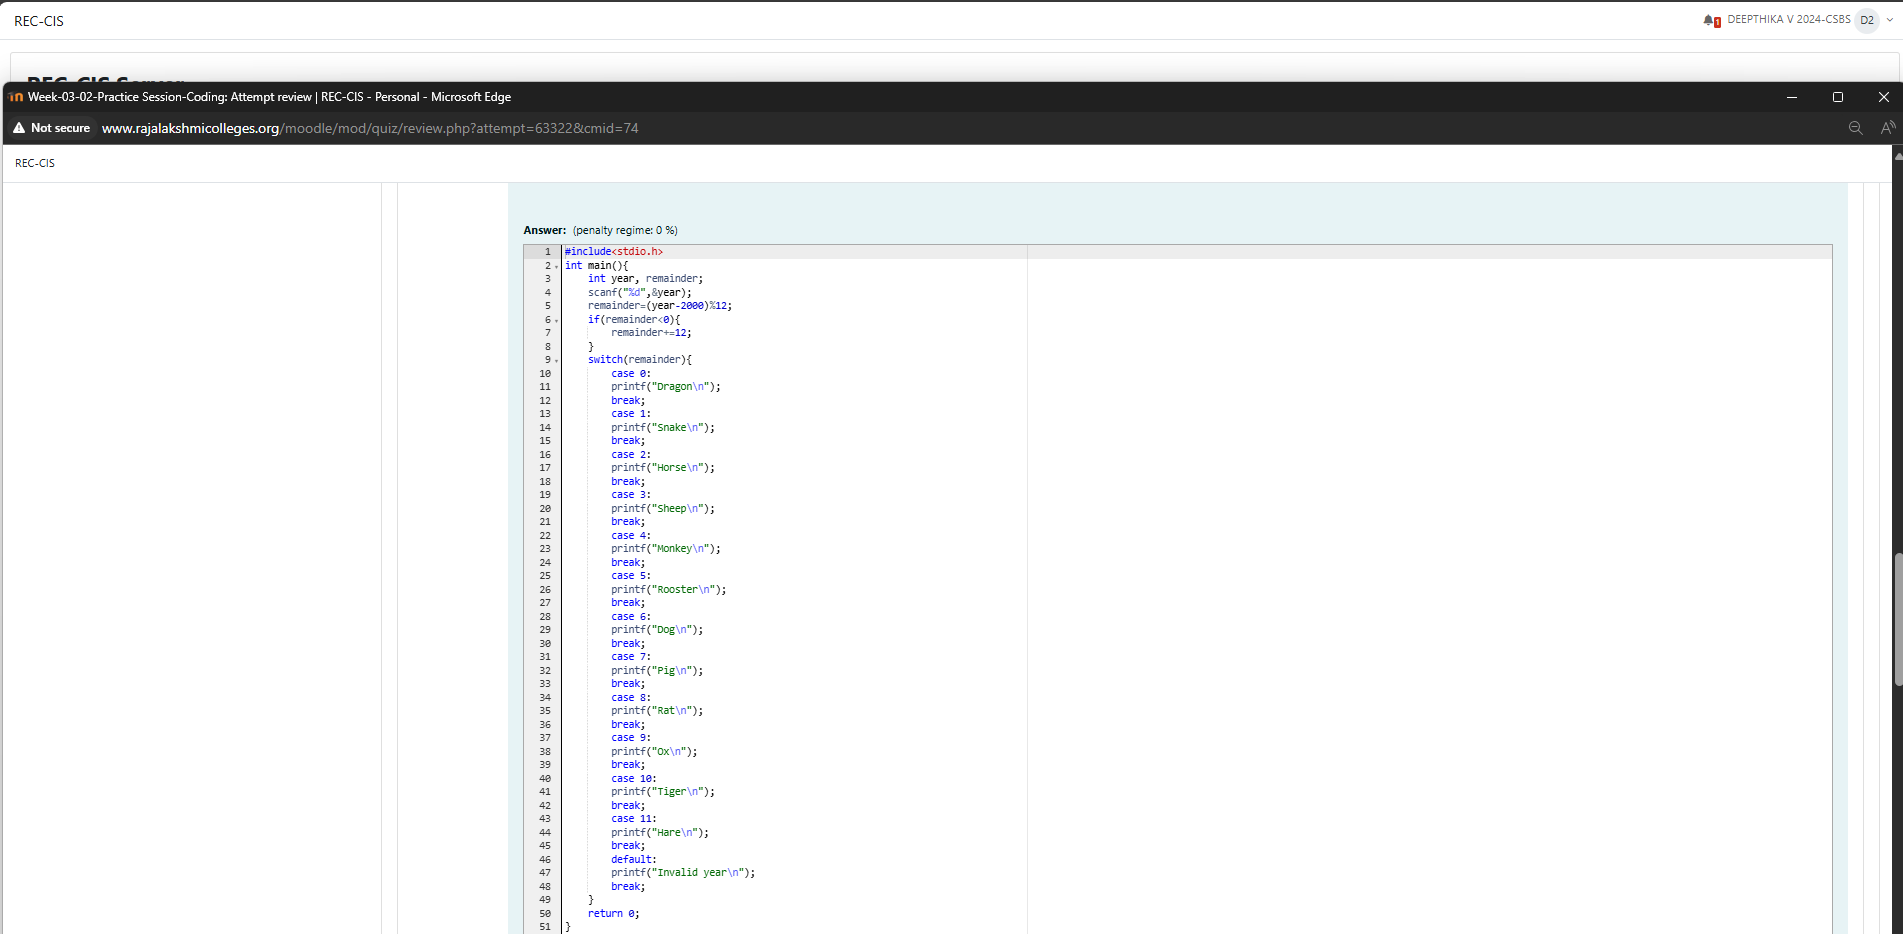 REC-CIS
1 DEEPTHIKA V 2024-CSBS D2
Week-03-02-Practice Session-Coding: Attempt review | REC-CIS - Personal - Microsoft Edge
Not secure www.rajalakshmicolleges.org/moodle/mod/quiz/review.php?attempt=63322&cmid=74
REC-CIS
Answer: (penalty regime: 0 %)
1 #include<stdio.h>
2 int main(){
3 int year, remainder;
4 scanf("%d",&year);
5 remainder=(year-2000)%12;
6 if(remainder<0){
7 remainder+=12;
8 }
9 switch(remainder){
10 case 0:
11 printf("Dragon\n");
12 break;
13 case 1:
14 printf("Snake\n");
15 break;
16 case 2:
17 printf("Horse\n");
18 break;
19 case 3:
20 printf("Sheep\n");
21 break;
22 case 4:
23 printf("Monkey\n");
24 break;
25 case 5:
26 printf("Rooster\n");
27 break;
28 case 6:
29 printf("Dog\n");
30 break;
31 case 7:
32 printf("Pig\n");
33 break;
34 case 8:
35 printf("Rat\n");
36 break;
37 case 9:
38 printf("Ox\n");
39 break;
40 case 10:
41 printf("Tiger\n");
42 break;
43 case 11:
44 printf("Hare\n");
45 break;
46 default:
47 printf("Invalid year\n");
48 break;
49 }
50 return 0;
51 }